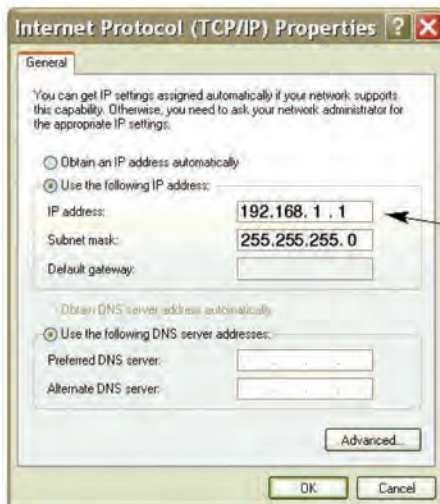 Internet Protocol (TCP/IP) Properties
General
You can get IP settings assigned automatically if your network supports
this capability. Otherwise, you need to ask your network administrator for
the appropriate IP settings.
Obtain an IP address automatically
Use the following IP address:
IP address: 192.168. 1 . 1
Subnet mask: 255.255.255. 0
Default gateway:
Obtain DNS server address automatically
Use the following DNS server addresses:
Preferred DNS server: . . .
Alternate DNS server: . . .
Advanced...
OK Cancel